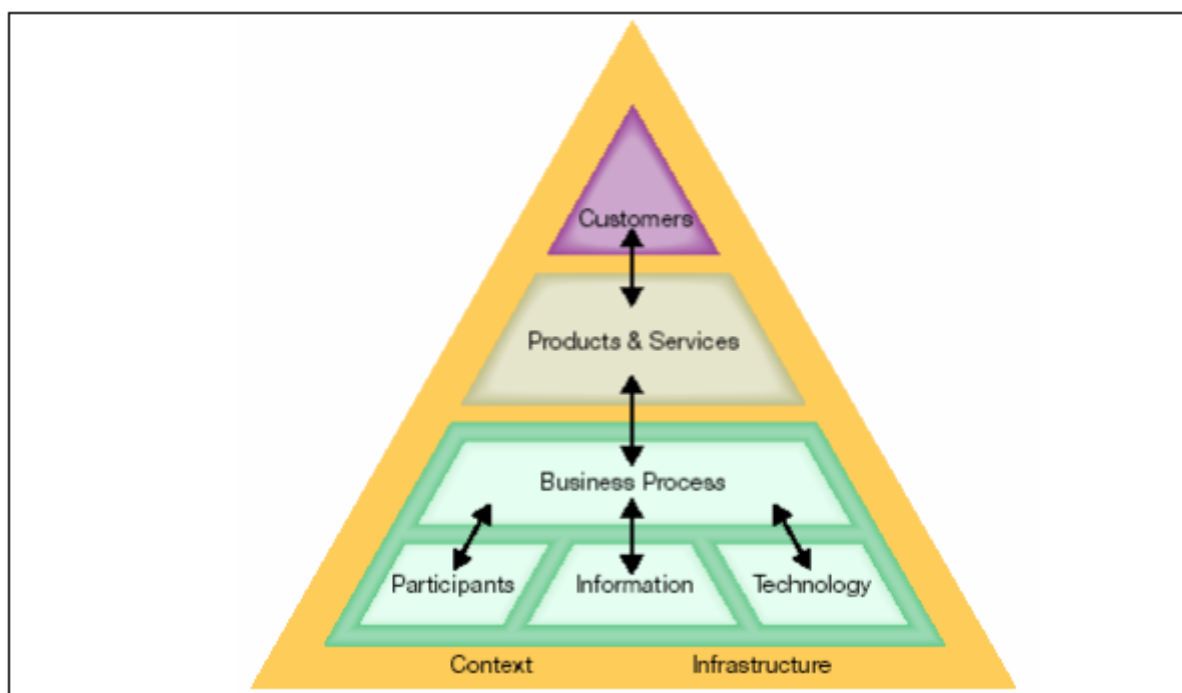 Customers
Products & Services
Business Process
Participants Information Technology
Context Infrastructure